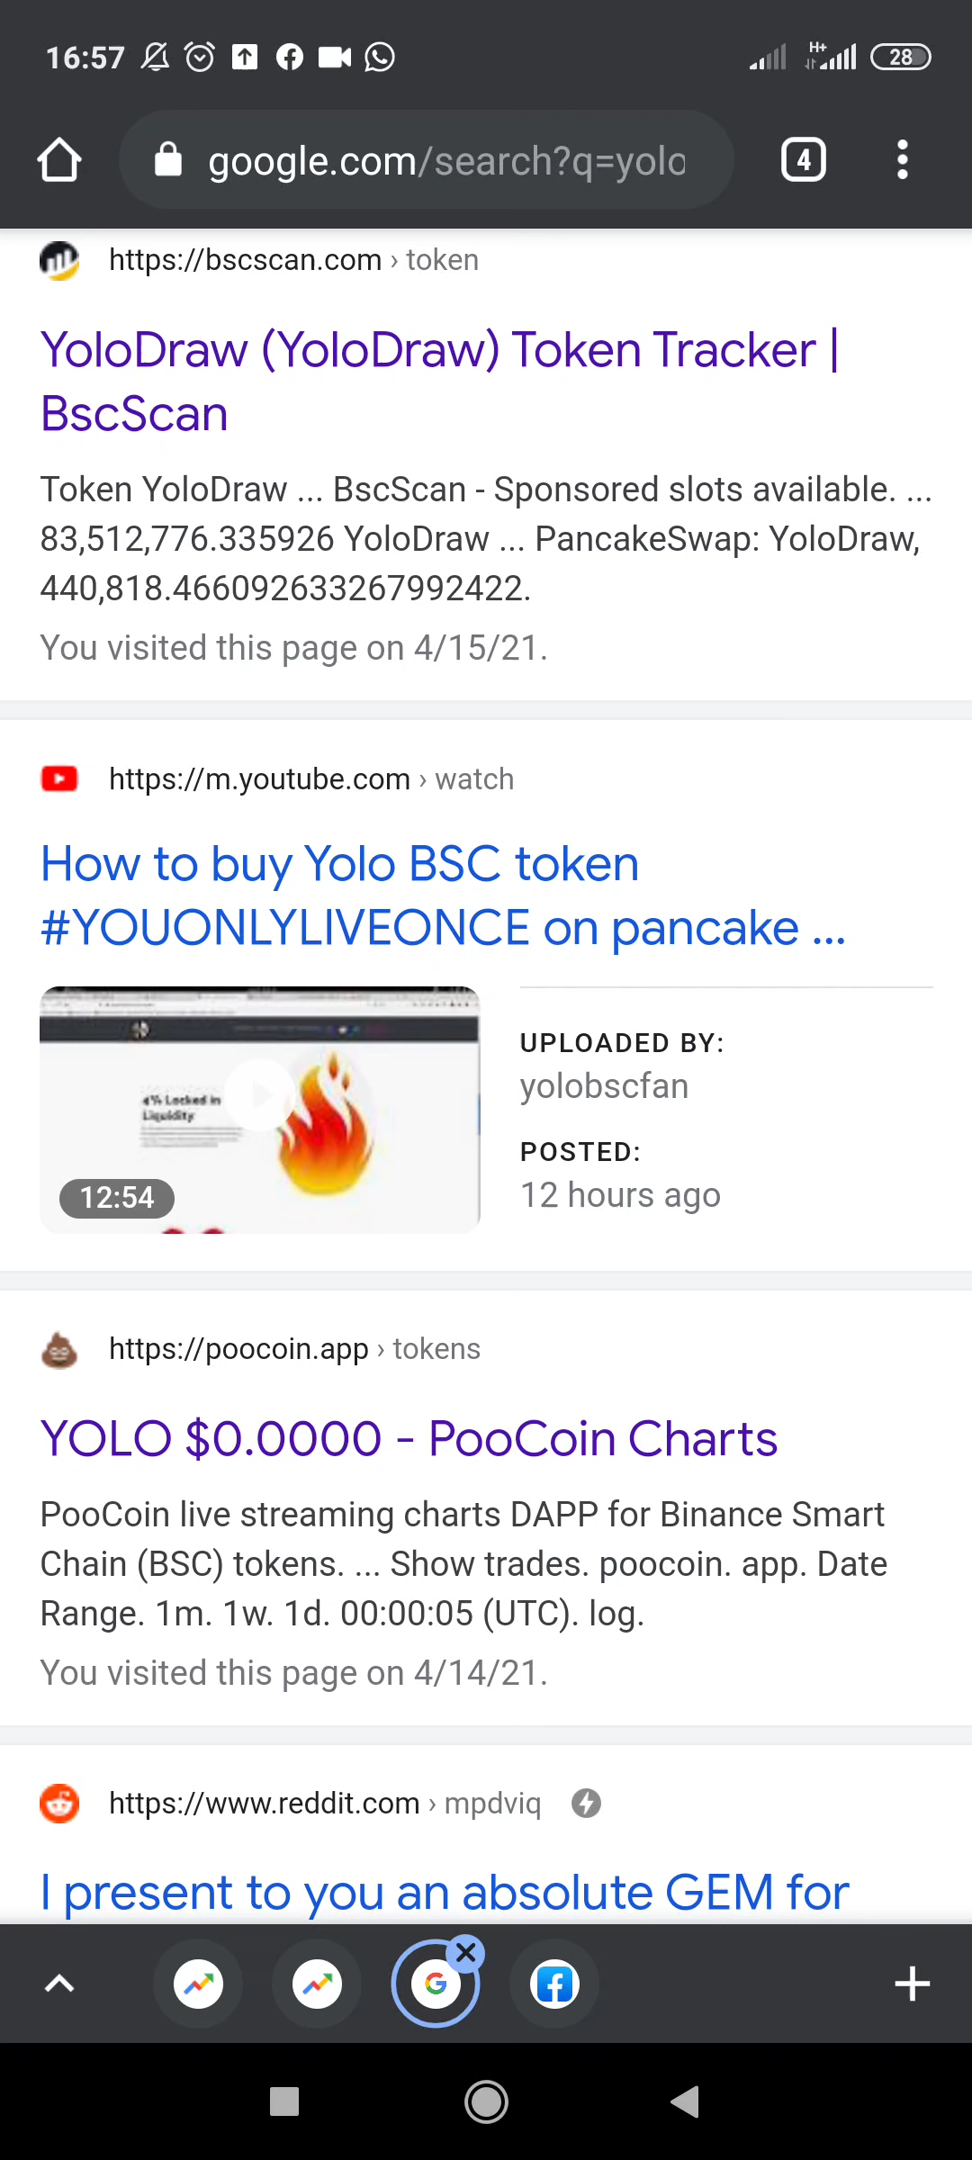 16:57
H+
28
google.com/search?q=yolo
4
https://bscscan.com › token
YoloDraw (YoloDraw) Token Tracker |
BscScan
Token YoloDraw ... BscScan - Sponsored slots available. ...
83,512,776.335926 YoloDraw ... PancakeSwap: YoloDraw,
440,818.466092633267992422.
You visited this page on 4/15/21.
https://m.youtube.com › watch
How to buy Yolo BSC token
#YOUONLYLIVEONCE on pancake ...
4% Locked in
Liquidity
12:54
UPLOADED BY:
yolobscfan
POSTED:
12 hours ago
https://poocoin.app › tokens
YOLO $0.0000 - PooCoin Charts
PooCoin live streaming charts DAPP for Binance Smart
Chain (BSC) tokens. ... Show trades. poocoin. app. Date
Range. 1m. 1w. 1d. 00:00:05 (UTC). log.
You visited this page on 4/14/21.
https://www.reddit.com › mpdviq
I present to you an absolute GEM for